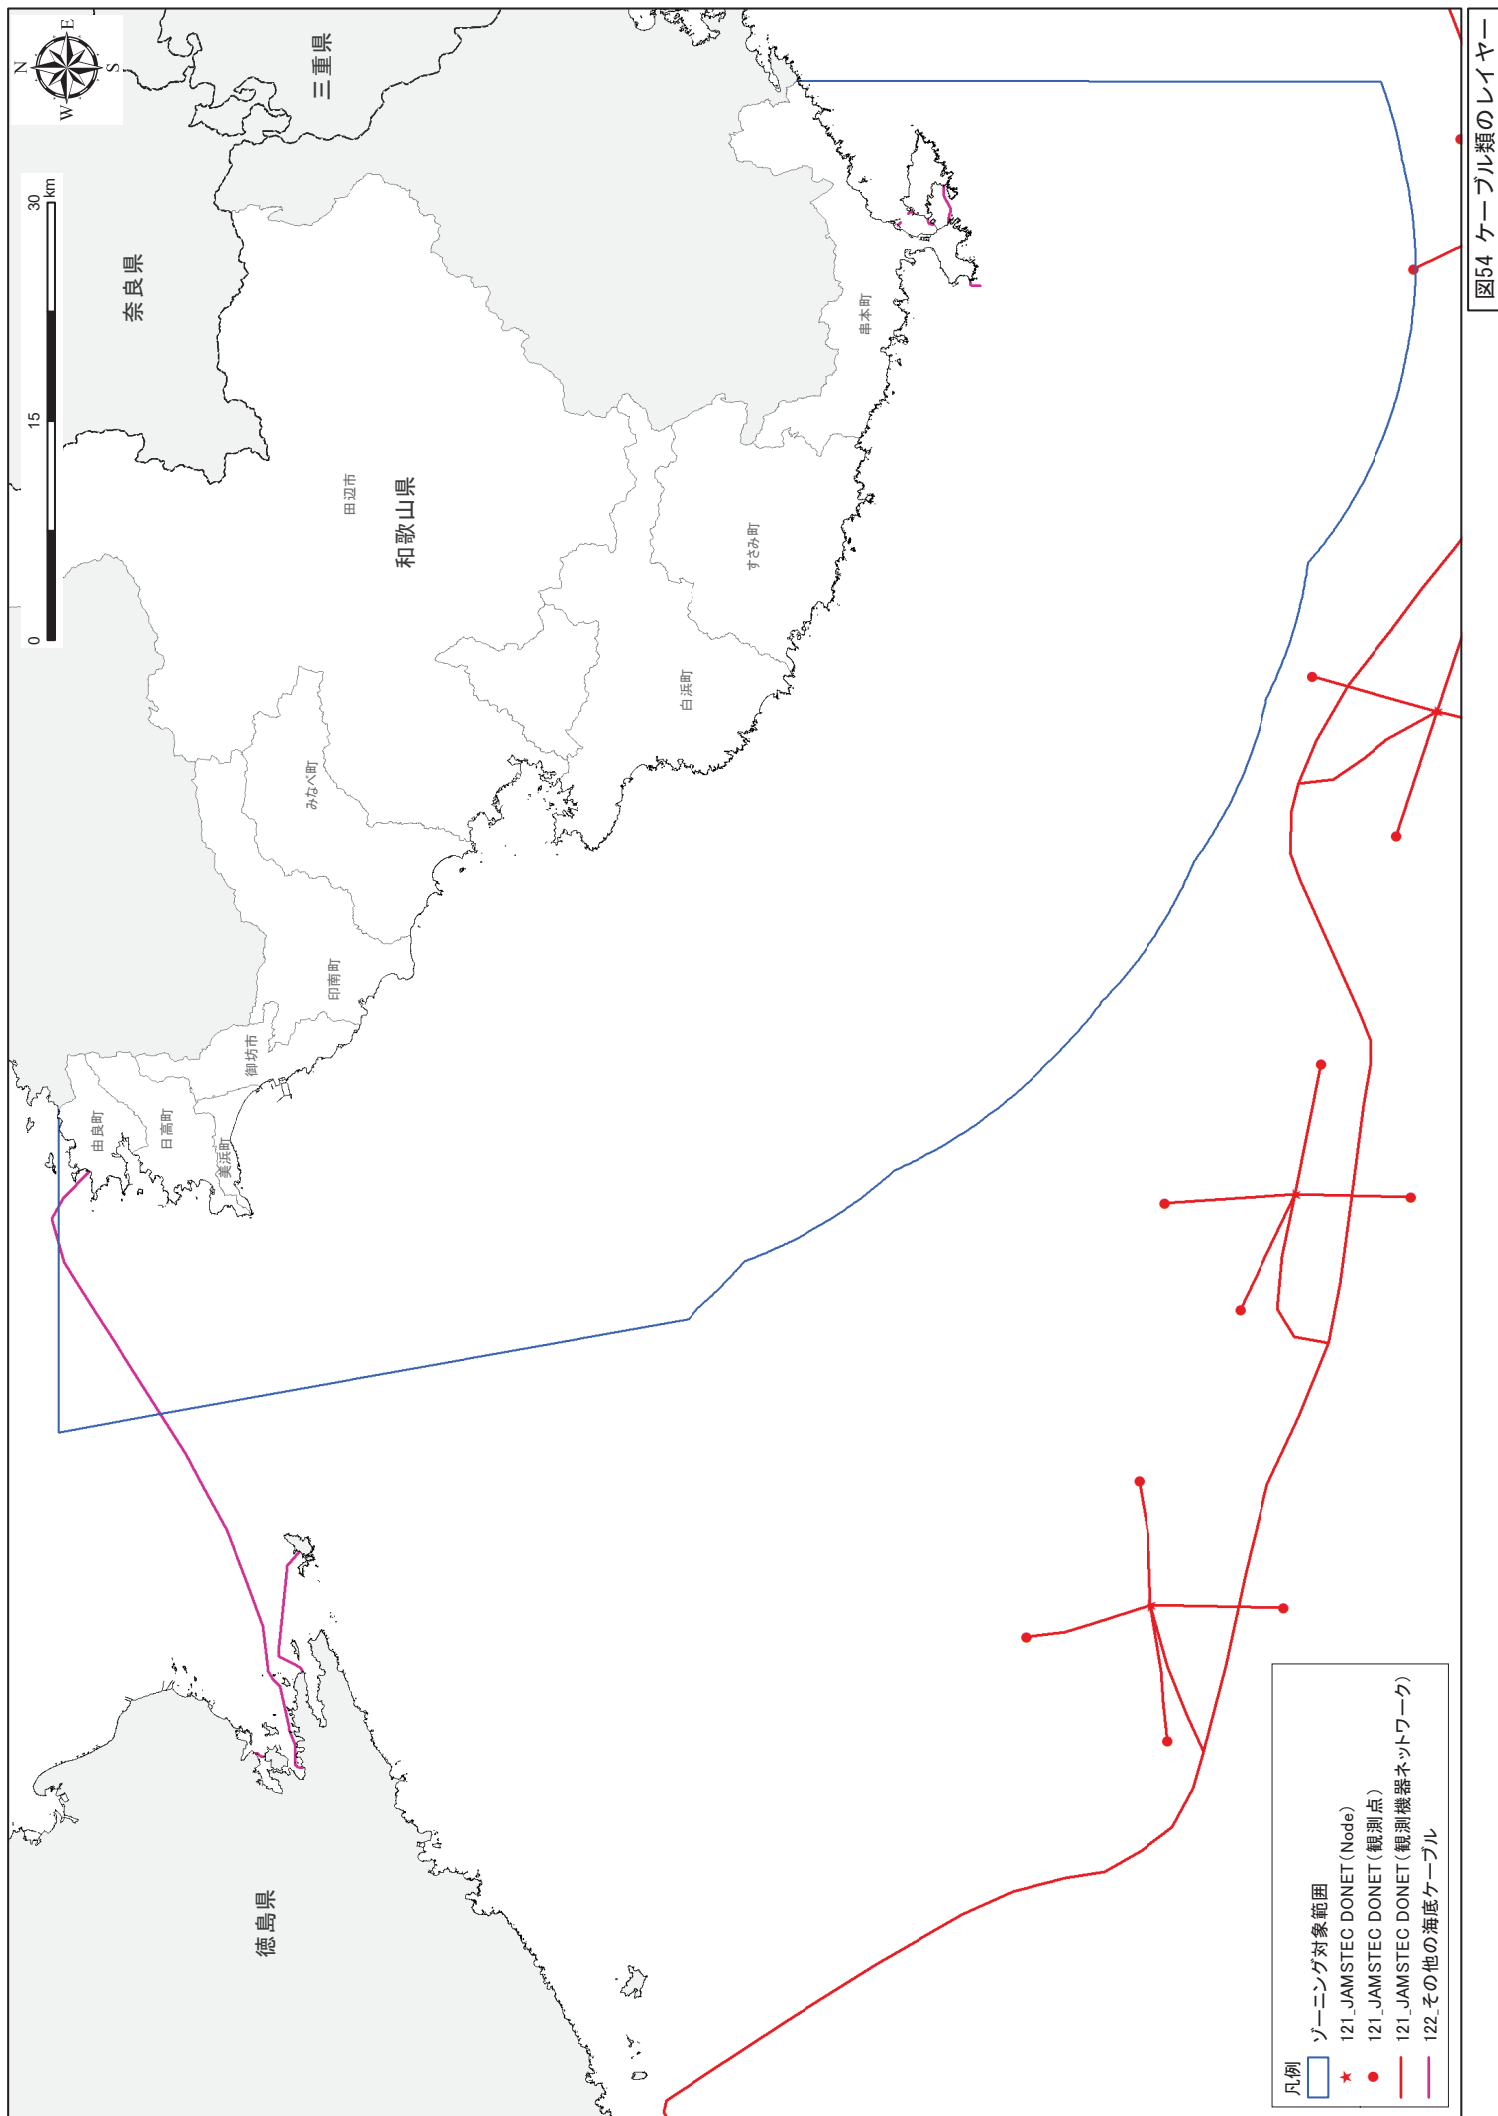 N
W
E
S
0
15
30
km
奈良県
三重県
和歌山県
徳島県
田辺市
みなべ町
印南町
御坊市
由良町
日高町
美浜町
白浜町
すさみ町
串本町
凡例
ゾーニング対象範囲
121_JAMSTEC DONET(Node)
121_JAMSTEC DONET(観測点)
121_JAMSTEC DONET(観測機器ネットワーク)
122_その他の海底ケーブル
図54 ケーブル類のレイヤー